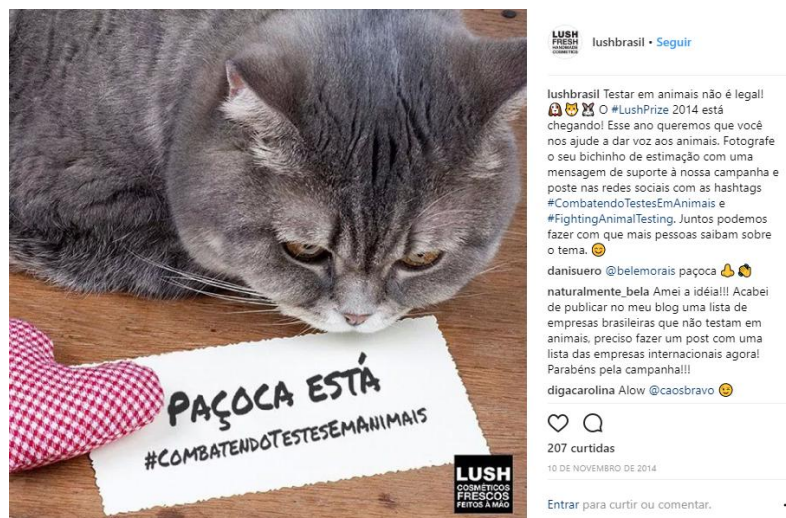 PAÇOCA ESTÁ
#COMBATENDOTESTESEMANIMAIS
LUSH
COSMÉTICOS
FRESCOS
FEITOS À MÃO
LUSH
FRESH
HANDMADE
COSMETICS
lushbrasil • Seguir
lushbrasil Testar em animais não é legal!
🐶🐱🐰 O #LushPrize 2014 está
chegando! Esse ano queremos que você
nos ajude a dar voz aos animais. Fotografe
o seu bichinho de estimação com uma
mensagem de suporte à nossa campanha e
poste nas redes sociais com as hashtags
#CombatendoTestesEmAnimais e
#FightingAnimalTesting. Juntos podemos
fazer com que mais pessoas saibam sobre
o tema. 😊
danisuero @belemorais paçoca 👃👏
naturalmente_bela Amei a idéia!!! Acabei
de publicar no meu blog uma lista de
empresas brasileiras que não testam em
animais, preciso fazer um post com uma
lista das empresas internacionais agora!
Parabéns pela campanha!!!
digacarolina Alow @caosbravo 😉
207 curtidas
10 DE NOVEMBRO DE 2014
Entrar para curtir ou comentar.